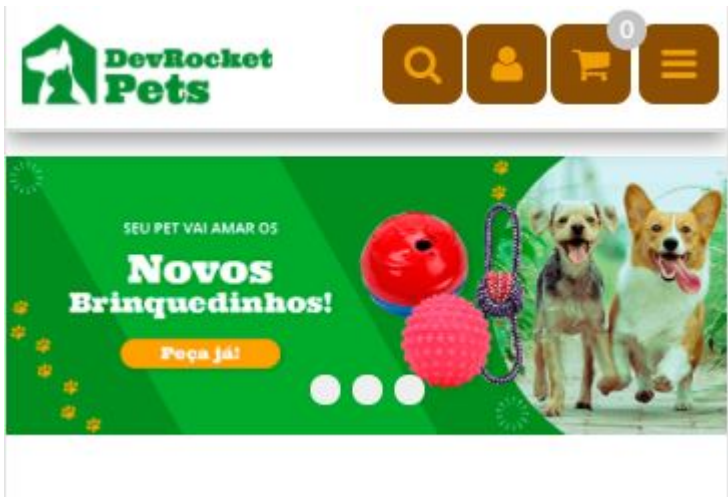 DevRocket
Pets
0
SEU PET VAI AMAR OS
Novos
Brinquedinhos!
Peça já!